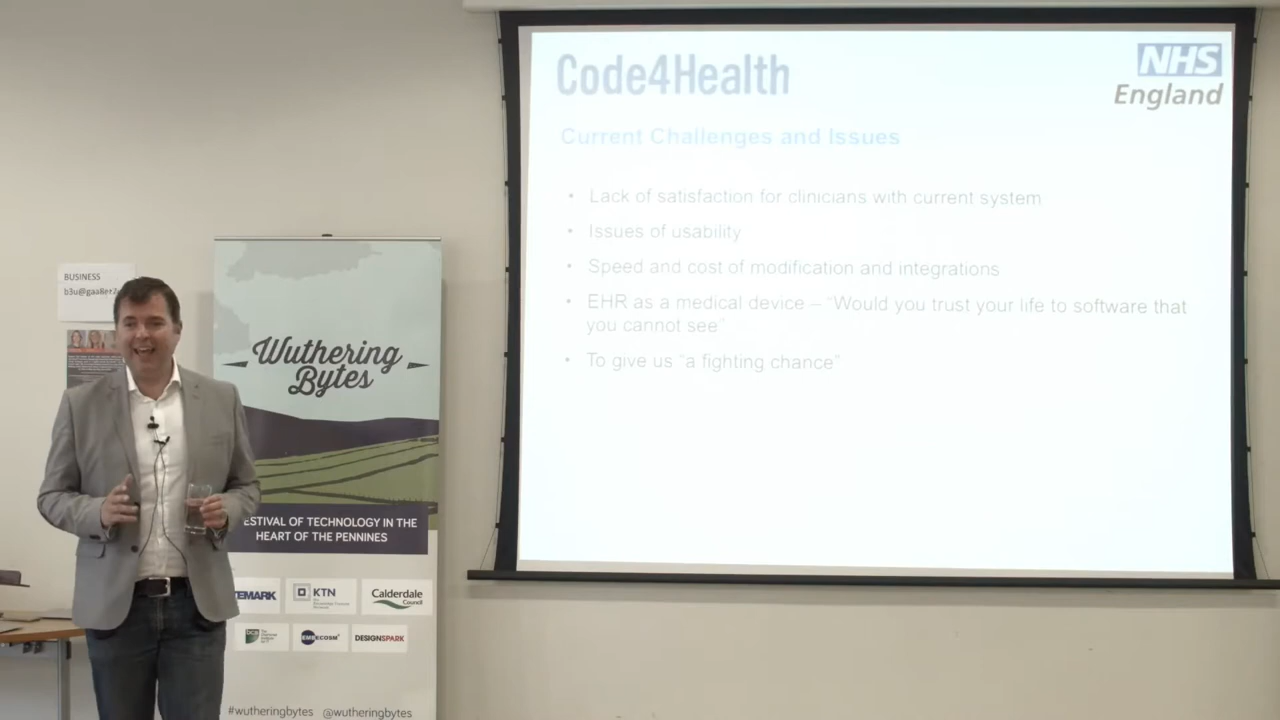 Code4Health
NHS
England
Current Challenges and Issues
• Lack of satisfaction for clinicians with current system
• Issues of usability
• Speed and cost of modification and integrations
• EHR as a medical device – “Would you trust your life to software that
you cannot see”
• To give us “a fighting chance”
BUSINESS
Wuthering
Bytes
ESTIVAL OF TECHNOLOGY IN THE
HEART OF THE PENNINES
TEMARK
KTN
Calderdale
Council
bcs
EMBECOSM
DESIGNSPARK
#wutheringbytes @wutheringbytes